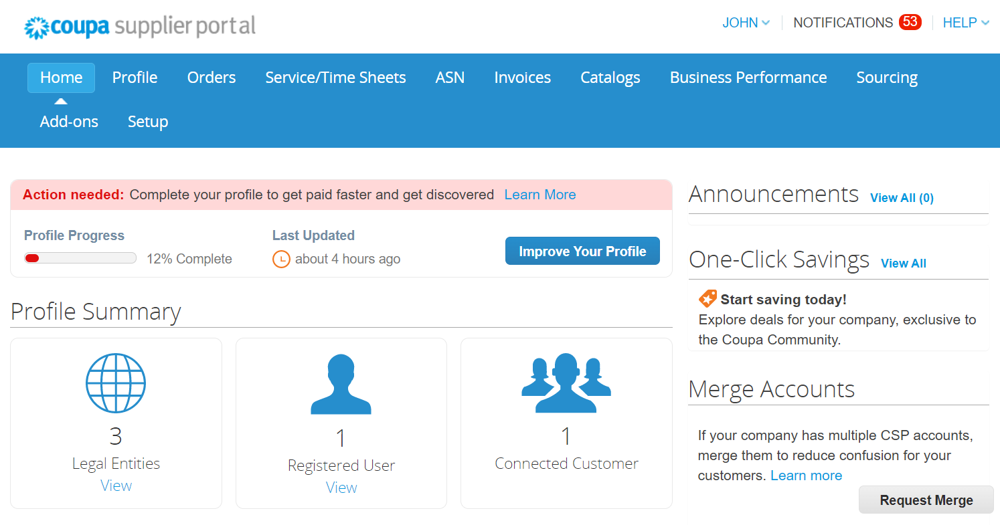 coupa supplier portal
JOHN NOTIFICATIONS 53 HELP
Home Profile Orders Service/Time Sheets ASN Invoices Catalogs Business Performance Sourcing
Add-ons Setup
Action needed: Complete your profile to get paid faster and get discovered Learn More
Profile Progress
12% Complete
Last Updated
about 4 hours ago
Improve Your Profile
Profile Summary
3
Legal Entities
View
1
Registered User
View
1
Connected Customer
Announcements View All (0)
One-Click Savings View All
Start saving today!
Explore deals for your company, exclusive to
the Coupa Community.
Merge Accounts
If your company has multiple CSP accounts,
merge them to reduce confusion for your
customers. Learn more
Request Merge